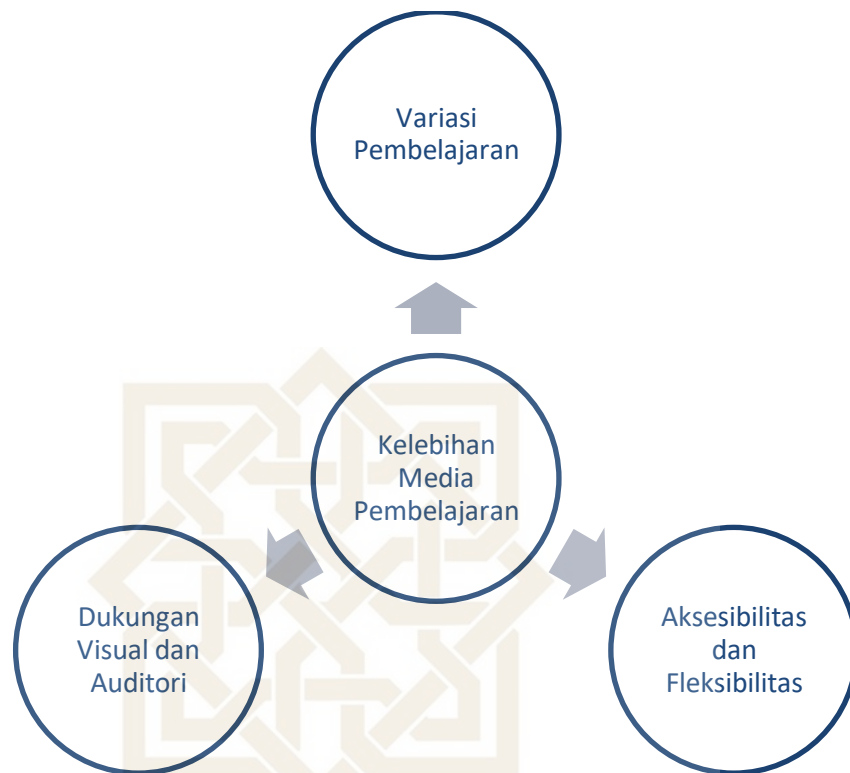 Variasi
Pembelajaran
Kelebihan
Media
Pembelajaran
Dukungan
Visual dan
Auditori
Aksesibilitas
dan
Fleksibilitas